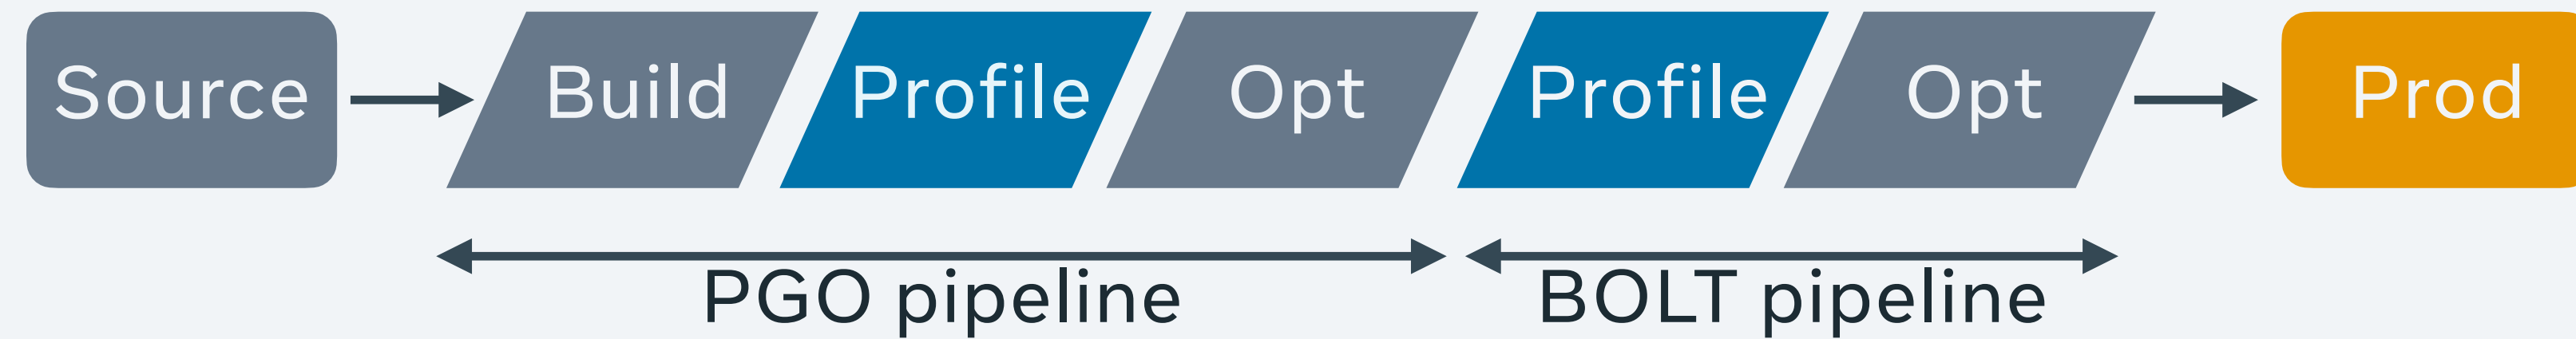 Source Build Profile Opt Profile Opt Prod
PGO pipeline BOLT pipeline